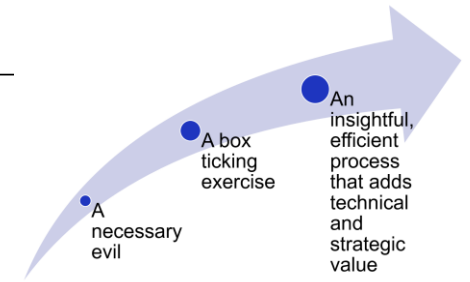 A
necessary
evil
A box
ticking
exercise
An
insightful,
efficient
process
that adds
technical
and
strategic
value